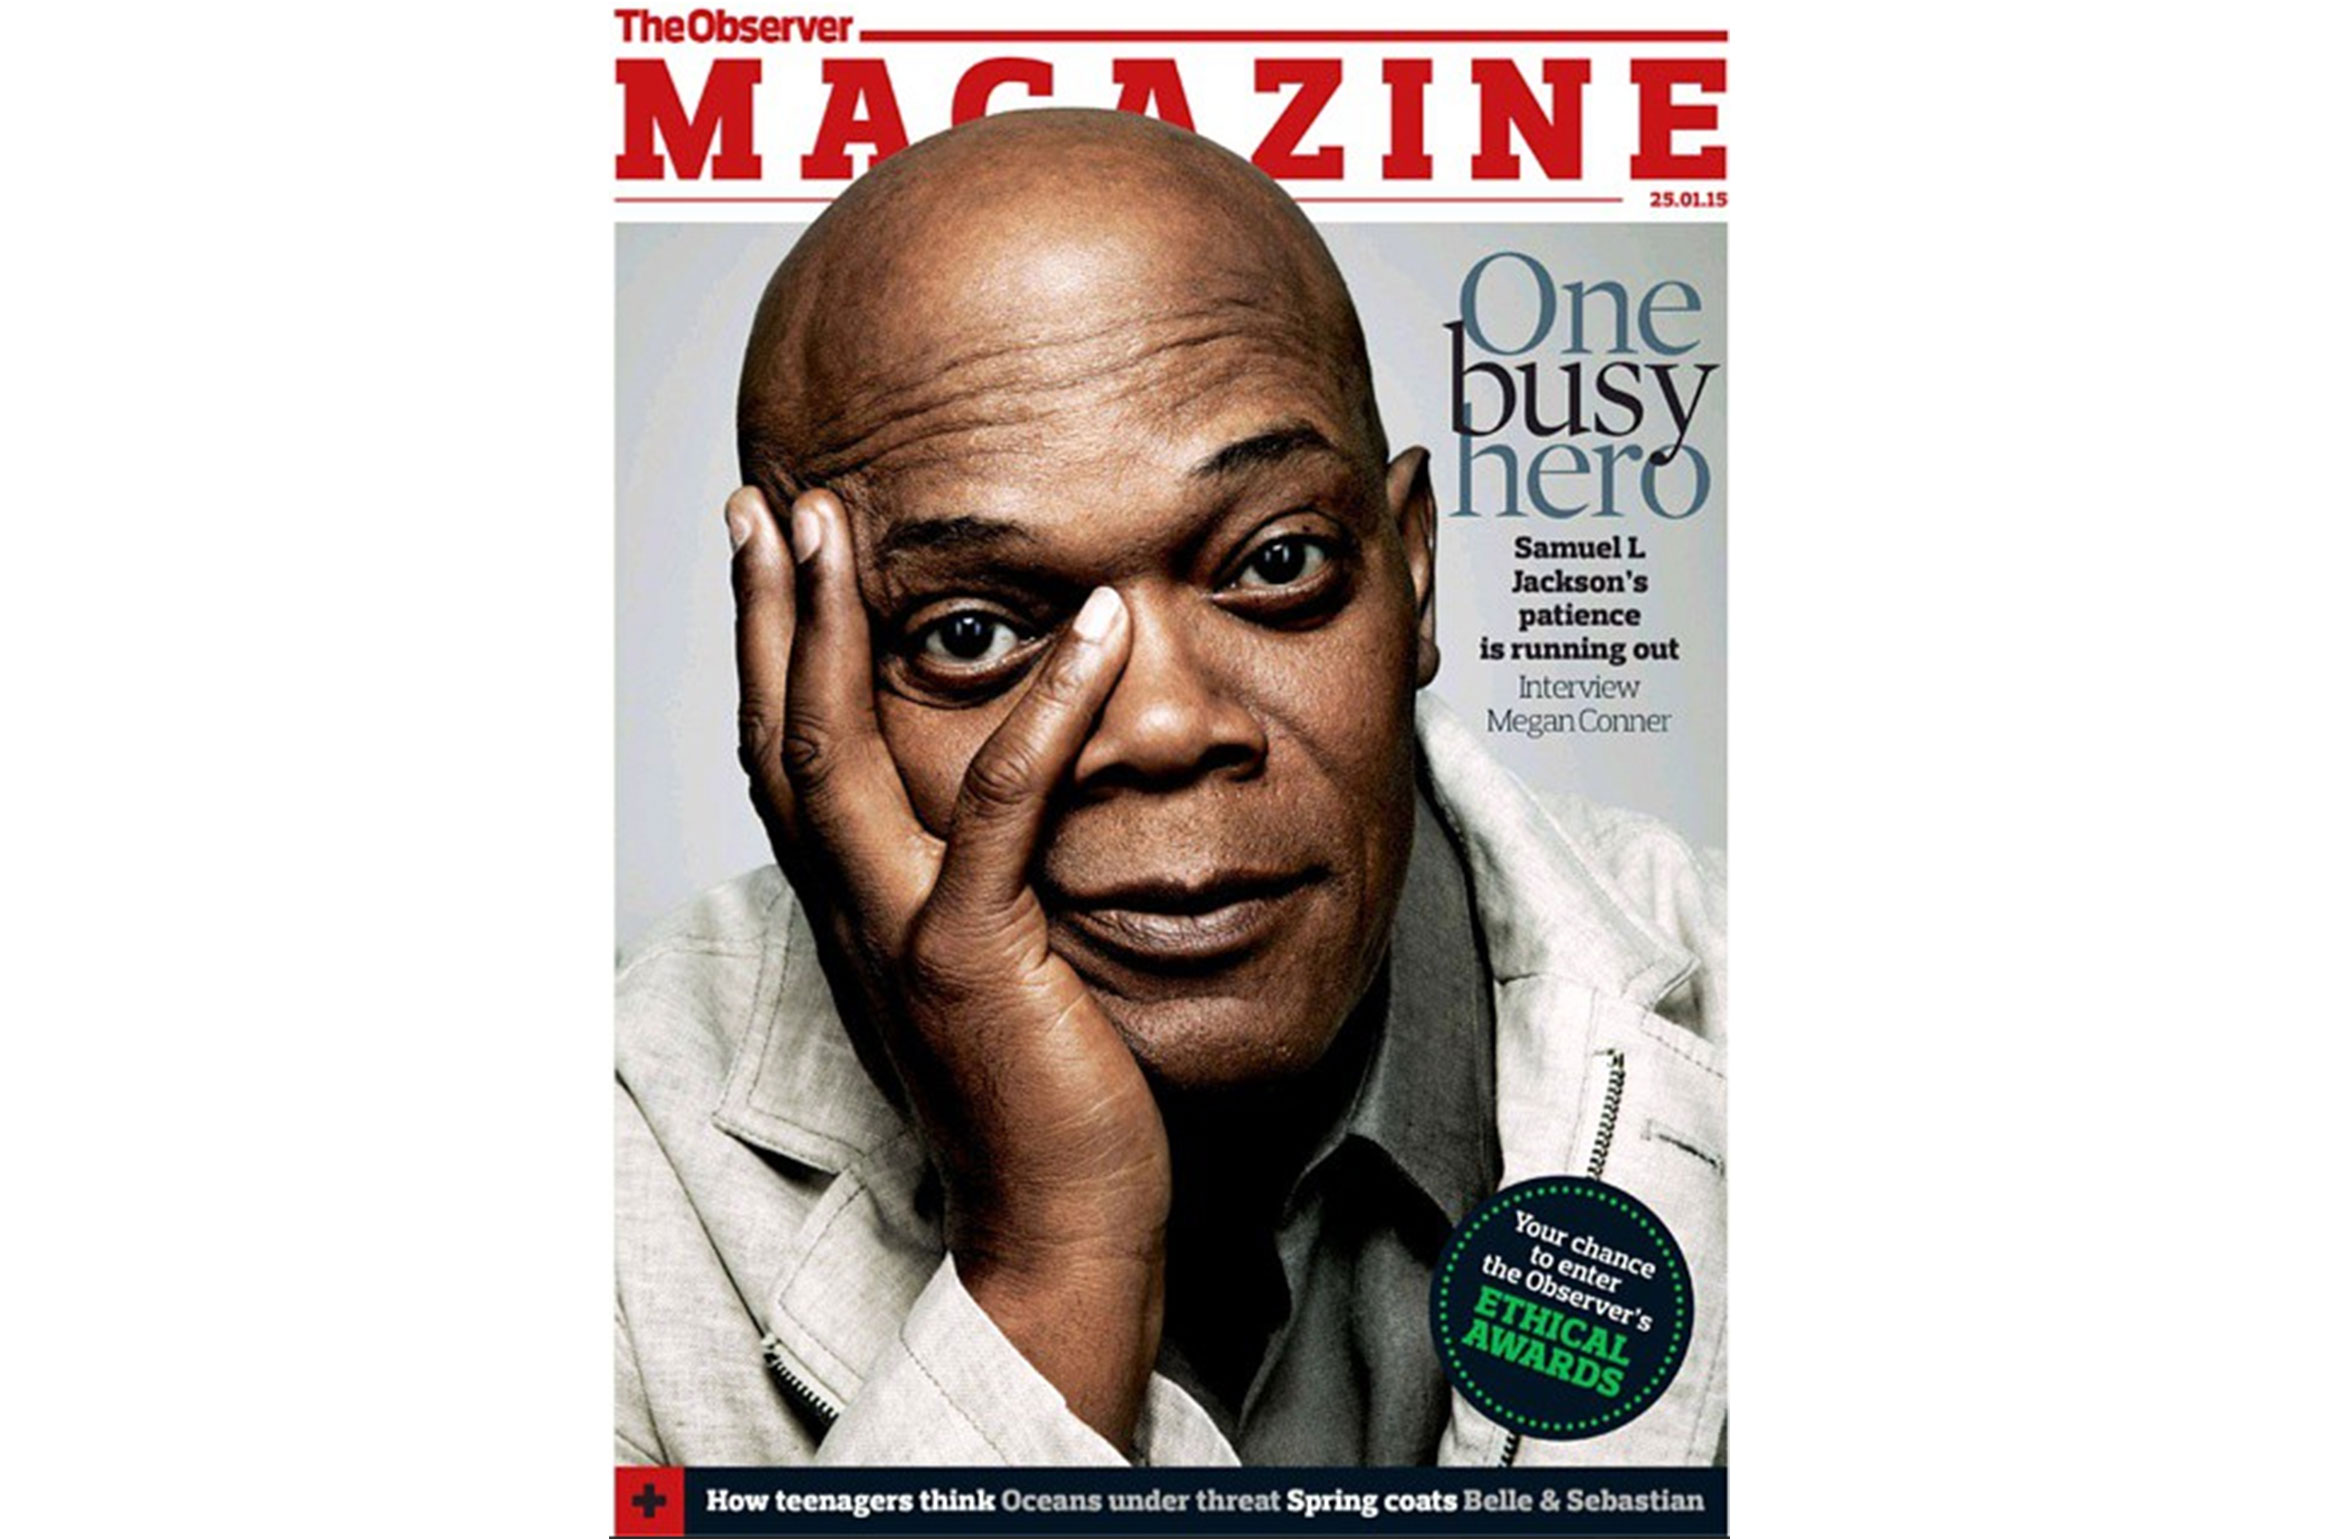 The Observer
MAGAZINE
25.01.15
One
busy
hero
Samuel L
Jackson's
patience
is running out
Interview
Megan Conner
Your chance
to enter
the Observer's
ETHICAL
AWARDS
+ How teenagers think Oceans under threat Spring coats Belle & Sebastian